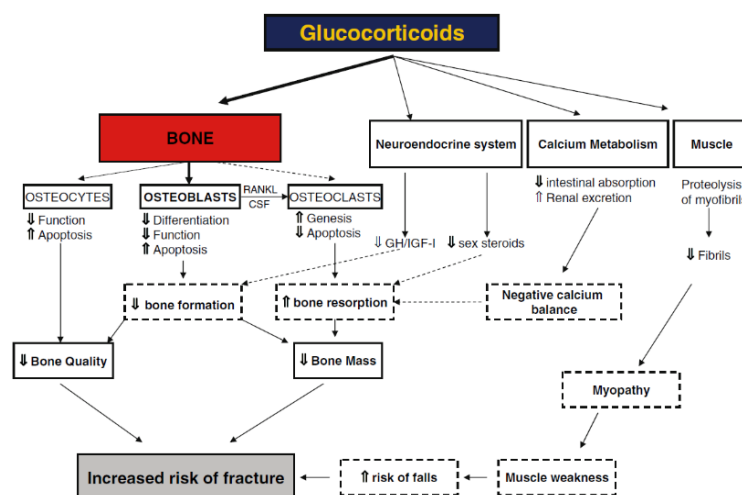 Glucocorticoids
BONE
Neuroendocrine system
Calcium Metabolism
Muscle
OSTEOCYTES
OSTEOBLASTS
RANKL
CSF
OSTEOCLASTS
⇓ Function
⇑ Apoptosis
⇓ Differentiation
⇓ Function
⇑ Apoptosis
⇑ Genesis
⇓ Apoptosis
⇓ GH/IGF-I
⇓ sex steroids
⇓ intestinal absorption
⇑ Renal excretion
Proteolysis
of myofibrils
⇓ Fibrils
⇓ bone formation
⇑ bone resorption
Negative calcium
balance
⇓ Bone Quality
⇓ Bone Mass
Myopathy
Increased risk of fracture
⇑ risk of falls
Muscle weakness